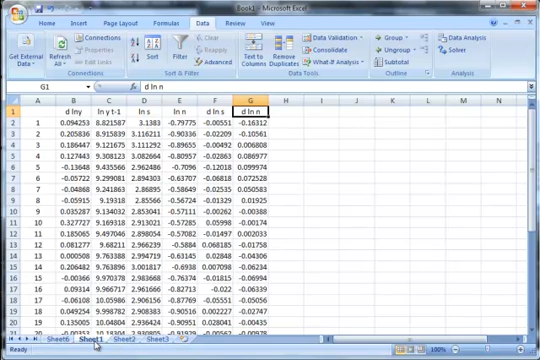 Book1 - Microsoft Excel
Home Insert Page Layout Formulas Data Review View
Get External Data Refresh All Connections Properties Edit Links Sort Filter Clear Reapply Advanced Text to Columns Remove Duplicates Data Validation Consolidate What-If Analysis Group Ungroup Subtotal Data Analysis Solver
Connections Sort & Filter Data Tools Outline Analysis
G1 d ln n
A B C D E F G H I J K L M N
1 d lny ln y t-1 ln s ln n d ln s d ln n
2 1 0.094253 8.821587 3.1383 -0.79775 -0.00551 -0.16312
3 2 0.205836 8.915839 3.116211 -0.90336 -0.02209 -0.10561
4 3 0.186447 9.121675 3.111292 -0.89655 -0.00492 0.006808
5 4 0.127443 9.308123 3.082664 -0.80957 -0.02863 0.086977
6 5 -0.13648 9.435566 2.962486 -0.7096 -0.12018 0.099974
7 6 -0.05722 9.299081 2.894303 -0.63707 -0.06818 0.072528
8 7 -0.04868 9.241863 2.86895 -0.58649 -0.02535 0.050583
9 8 -0.05915 9.19318 2.85566 -0.56724 -0.01329 0.01925
10 9 0.035287 9.134032 2.853041 -0.57111 -0.00262 -0.00388
11 10 0.327727 9.169318 2.913021 -0.57285 0.05998 -0.00174
12 11 0.185065 9.497046 2.898054 -0.57082 -0.01497 0.002033
13 12 0.081277 9.68211 2.966239 -0.5884 0.068185 -0.01758
14 13 0.000508 9.763388 2.994709 -0.63145 0.02847 -0.04306
15 14 0.206482 9.763896 3.001817 -0.6938 0.007098 -0.06234
16 15 -0.00366 9.970378 2.983668 -0.76374 -0.01815 -0.06994
17 16 0.09314 9.966717 2.961666 -0.82713 -0.022 -0.06339
18 17 -0.06108 10.05986 2.906156 -0.87769 -0.05551 -0.05056
19 18 0.049254 9.998782 2.908303 -0.90516 0.002227 -0.02747
20 19 0.135005 10.04804 2.936424 -0.90951 0.028041 -0.00435
Sheet6 Sheet1 Sheet2 Sheet3
Ready 100%